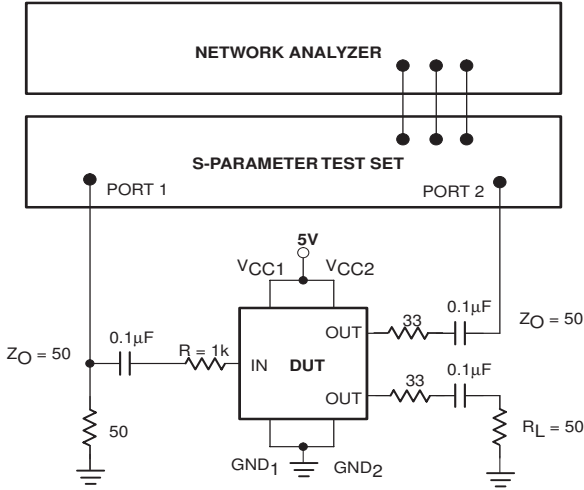 NETWORK ANALYZER
S-PARAMETER TEST SET
PORT 1
PORT 2
5V
VCC1
VCC2
ZO = 50
0.1μF
R = 1k
IN
DUT
OUT
33
0.1μF
ZO = 50
OUT
33
0.1μF
50
RL = 50
GND1
GND2